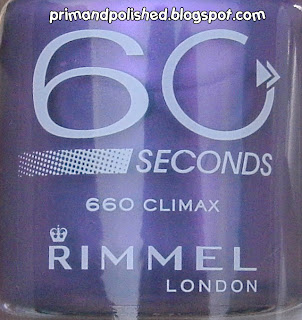 primandpolished.blogspot.com
60
SECONDS
660 CLIMAX
RIMMEL
LONDON